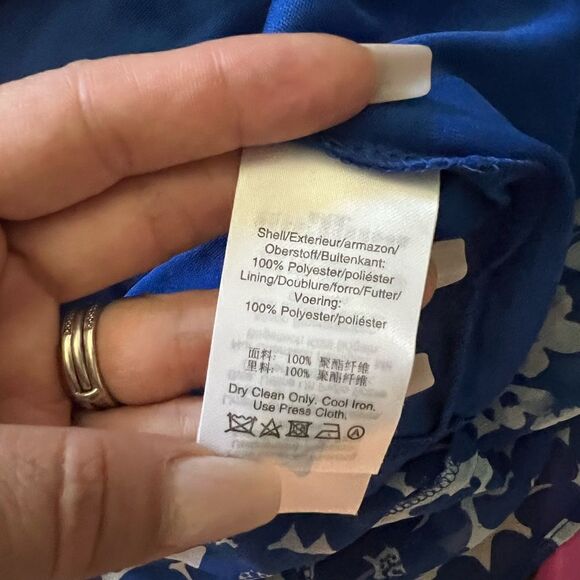 Shell/Exterieur/armazon/
Oberstoff/Buitenkant:
100% Polyester/poliéster
Lining/Doublure/forro/Futter/
Voering:
100% Polyester/poliéster
面料: 100% 聚酯纤维
里料: 100% 聚酯纤维
Dry Clean Only. Cool Iron.
Use Press Cloth.
A